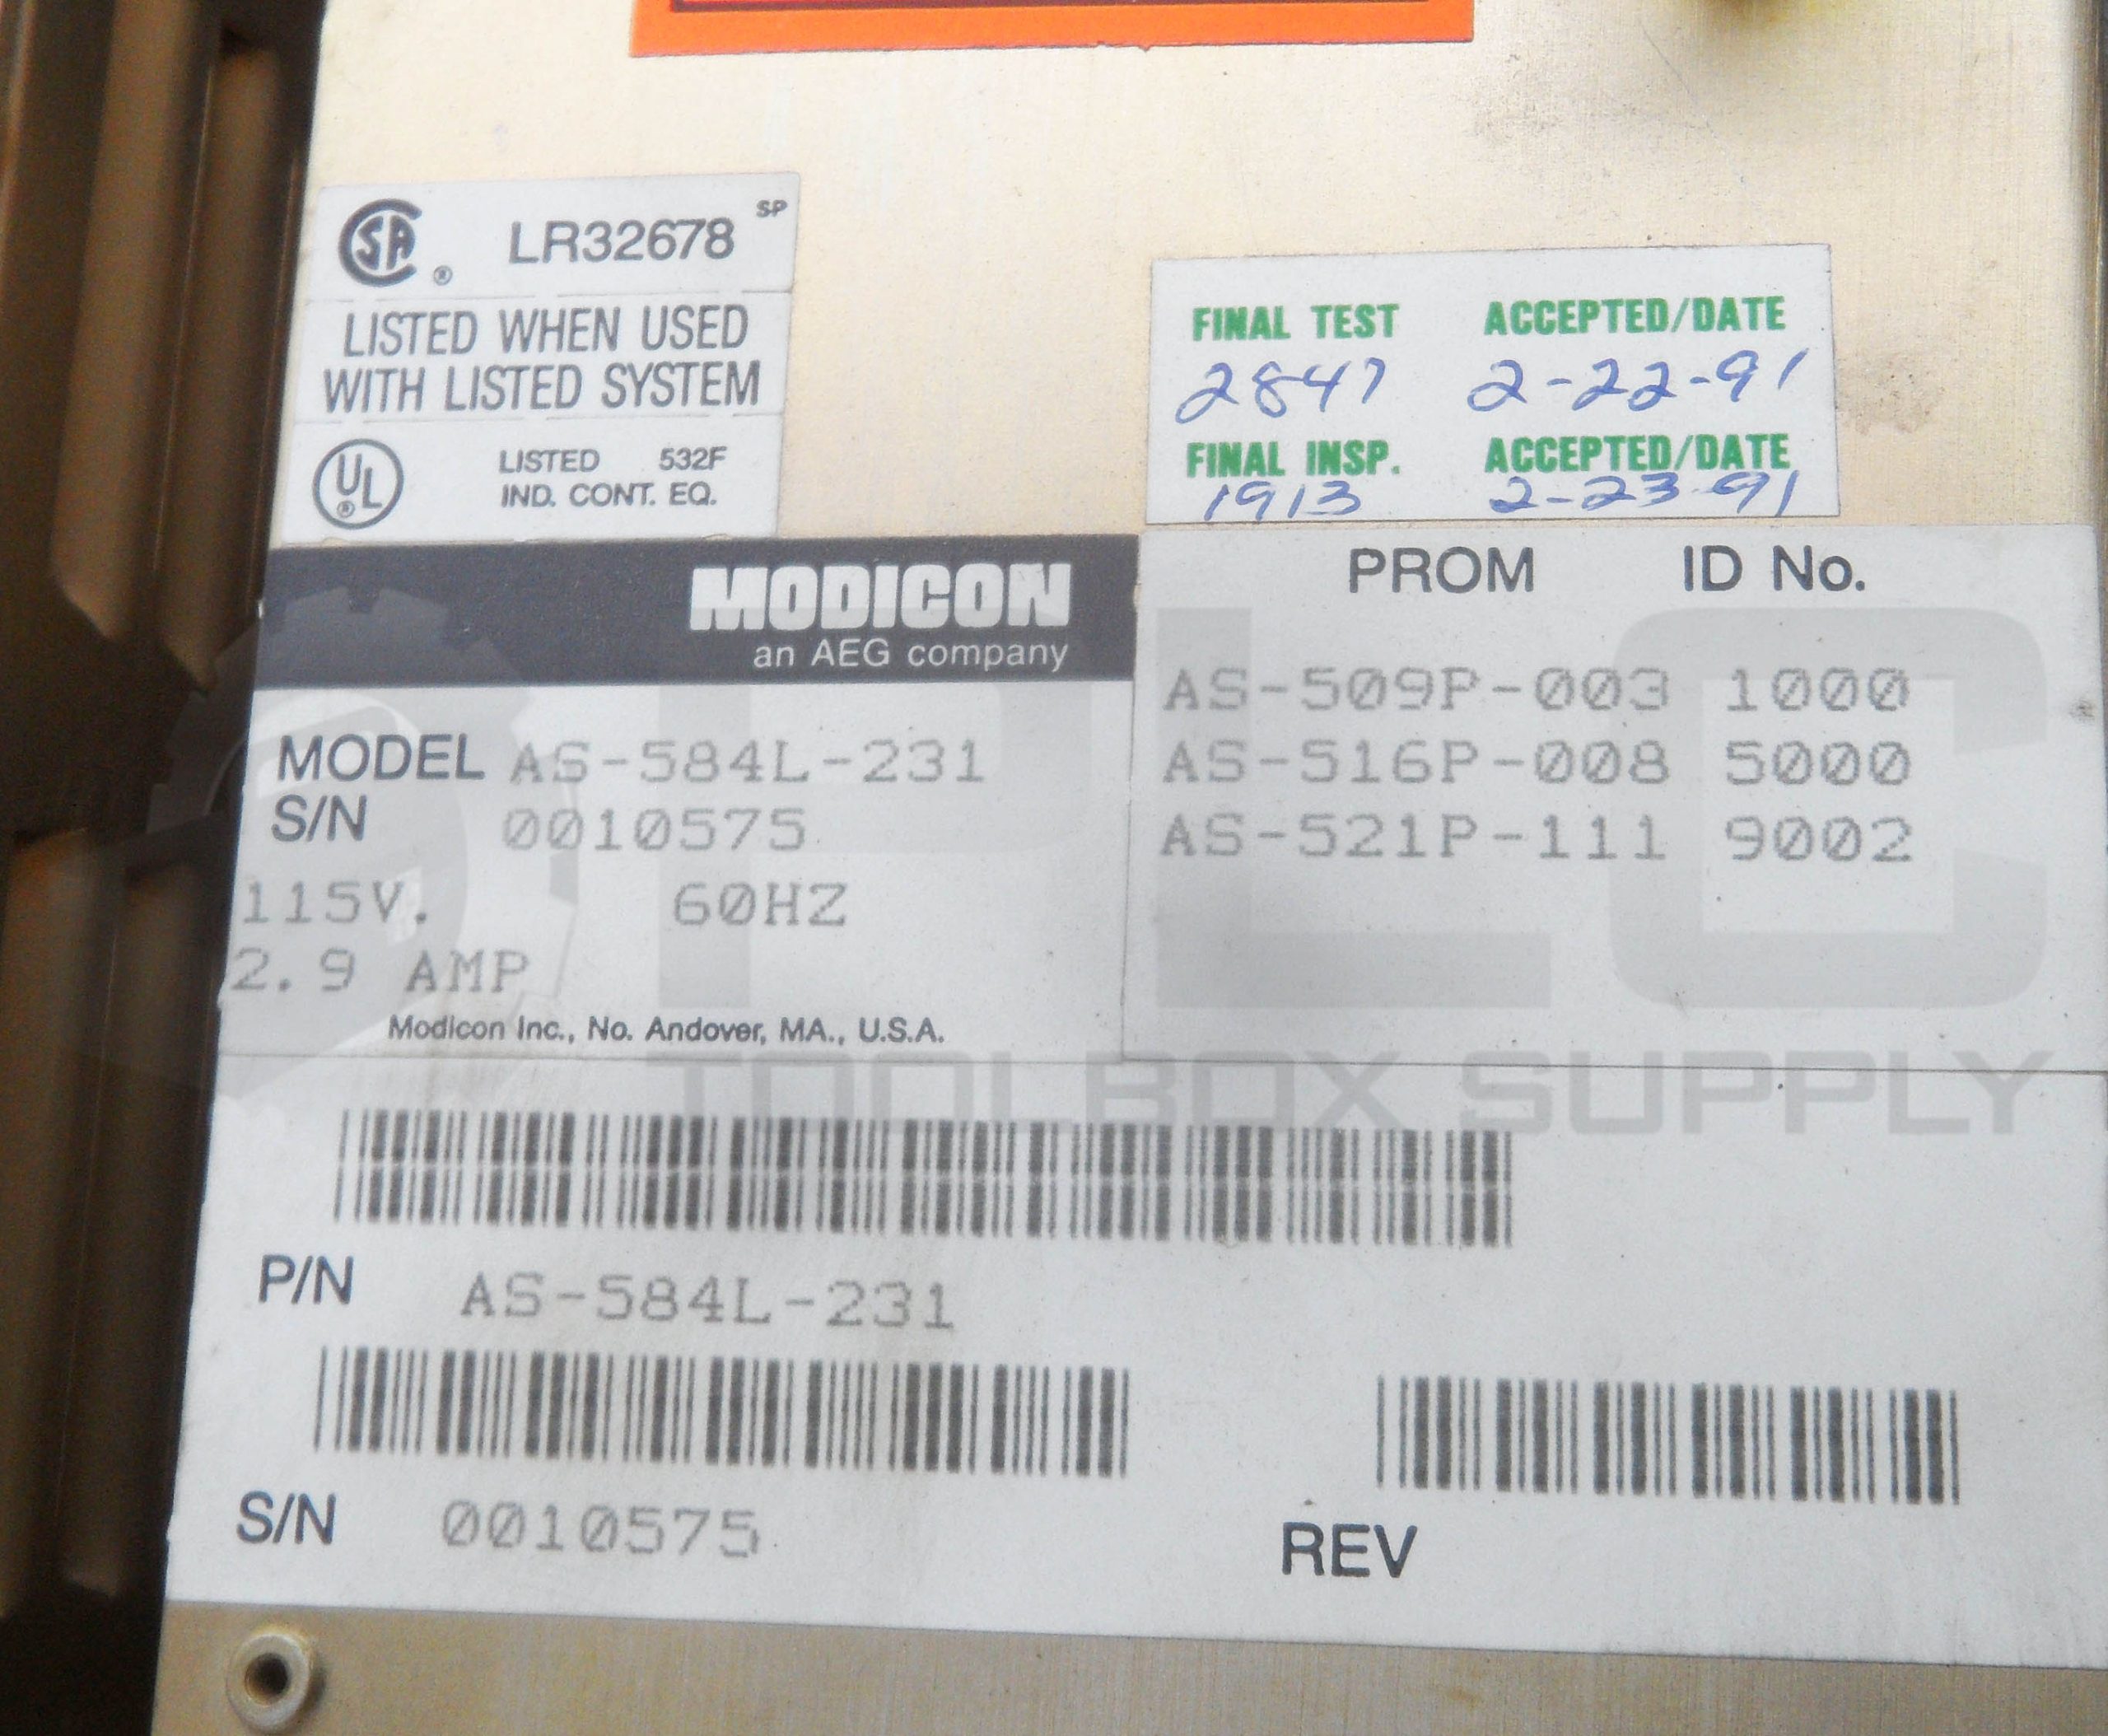 CSA ® LR32678 SP
LISTED WHEN USED
WITH LISTED SYSTEM
UL ® LISTED 532F
IND. CONT. EQ.
FINAL TEST ACCEPTED/DATE
2847 2-22-91
FINAL INSP. ACCEPTED/DATE
1913 2-23-91
MODICON
an AEG company
MODEL AS-584L-231
S/N 0010575
115V. 60HZ
2.9 AMP
Modicon Inc., No. Andover, MA., U.S.A.
PROM ID No.
AS-509P-003 1000
AS-516P-008 5000
AS-521P-111 9002
PLC
TOOLBOX SUPPLY
P/N AS-584L-231
S/N 0010575
REV